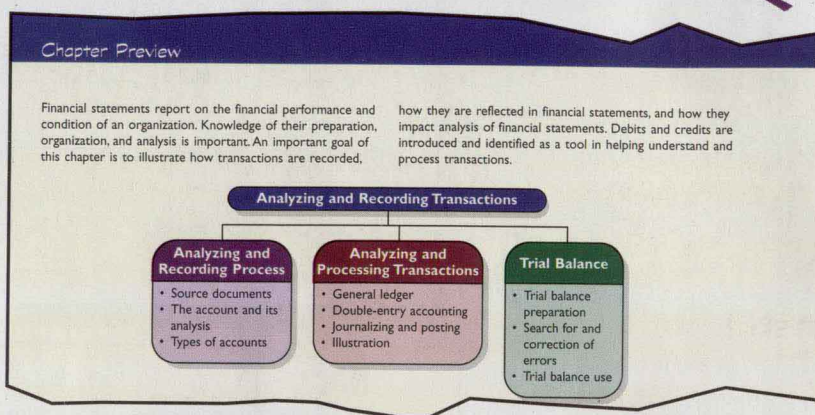 Chapter Preview
Financial statements report on the financial performance and
condition of an organization. Knowledge of their preparation,
organization, and analysis is important. An important goal of
this chapter is to illustrate how transactions are recorded,
how they are reflected in financial statements, and how they
impact analysis of financial statements. Debits and credits are
introduced and identified as a tool in helping understand and
process transactions.
Analyzing and Recording Transactions
Analyzing and
Recording Process
• Source documents
• The account and its
analysis
• Types of accounts
Analyzing and
Processing Transactions
• General ledger
• Double-entry accounting
• Journalizing and posting
• Illustration
Trial Balance
• Trial balance
preparation
• Search for and
correction of
errors
• Trial balance use